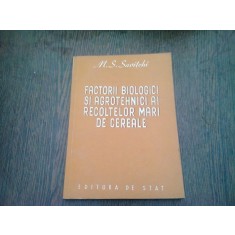 M. S. Savitchi
FACTORII BIOLOGICI
ȘI AGROTEHNICI AI
RECOLTELOR MARI
DE CEREALE
EDITURA DE STAT